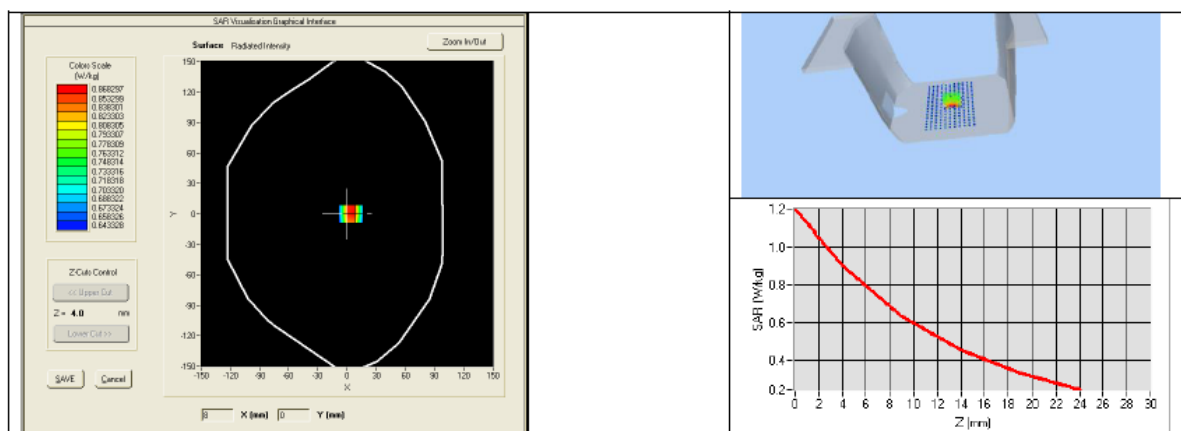 SAR Visualisation Graphical Interface
Surface Radiated Intensity
Zoom In/Out
Colors Scale
(W/kg)
0.868297
0.853299
0.838301
0.823303
0.808305
0.793307
0.778309
0.763312
0.748314
0.733316
0.718318
0.703320
0.688322
0.673324
0.658326
0.643328
Z-Cuts Control
<< Upper Cut
Z = 4.0 mm
Lower Cut >>
SAVE Cancel
150
120
90
60
30
0
-30
-60
-90
-120
-150
Y
-150 -120 -90 -60 -30 0 30 60 90 120 150
X
8 X (mm) 0 Y (mm)
1.2
1.0
0.8
0.6
0.4
0.2
SAR (W/kg)
0 2 4 6 8 10 12 14 16 18 20 22 24 26 28 30
Z (mm)